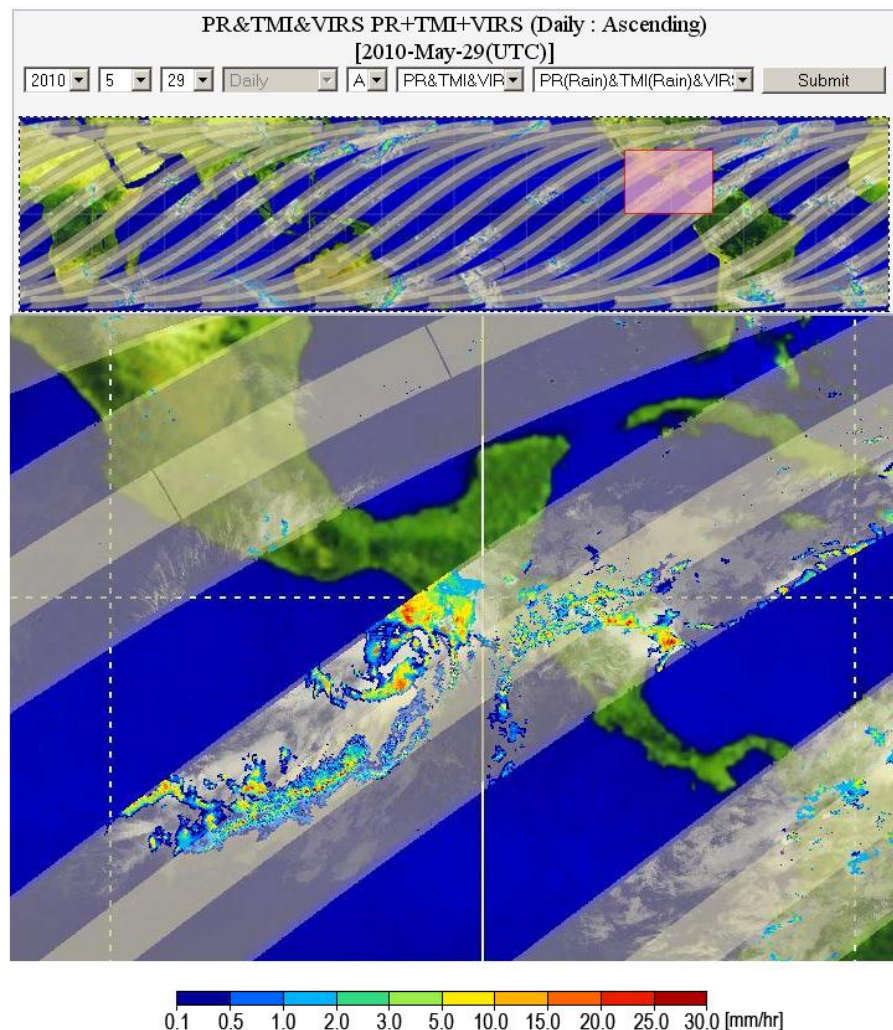 PR&TMI&VIRS PR+TMI+VIRS (Daily : Ascending)
[2010-May-29(UTC)]
2010 5 29 Daily A PR&TMI&VIR PR(Rain)&TMI(Rain)&VIRS Submit
0.1 0.5 1.0 2.0 3.0 5.0 10.0 15.0 20.0 25.0 30.0 [mm/hr]